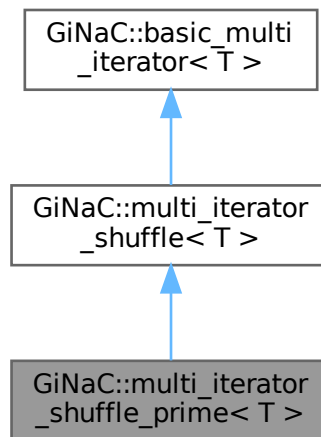 GiNaC::basic_multi
_iterator< T >
GiNaC::multi_iterator
_shuffle< T >
GiNaC::multi_iterator
_shuffle_prime< T >